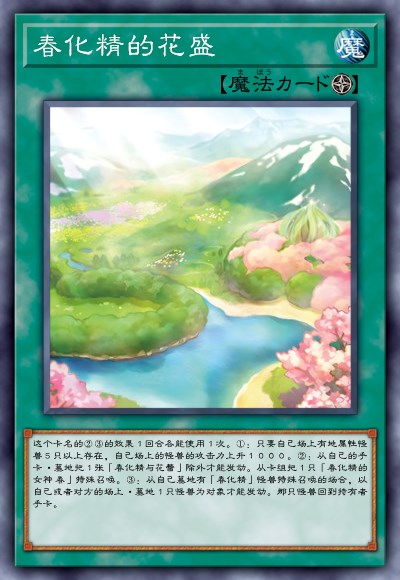 春化精的花盛
魔
【魔法カード】
まほう
这个卡名的②③的效果１回合各能使用１次。①：只要自己场上有地属性怪
兽５只以上存在，自己场上的怪兽的攻击力上升１０００。②：从自己的手
卡・墓地把１张「春化精与花蕾」除外才能发动。从卡组把１只「春化精的
女神 春」特殊召唤。③：从自己墓地有「春化精」怪兽特殊召唤的场合，以
自己或者对方的场上・墓地１只怪兽为对象才能发动。那只怪兽回到持有者
手卡。